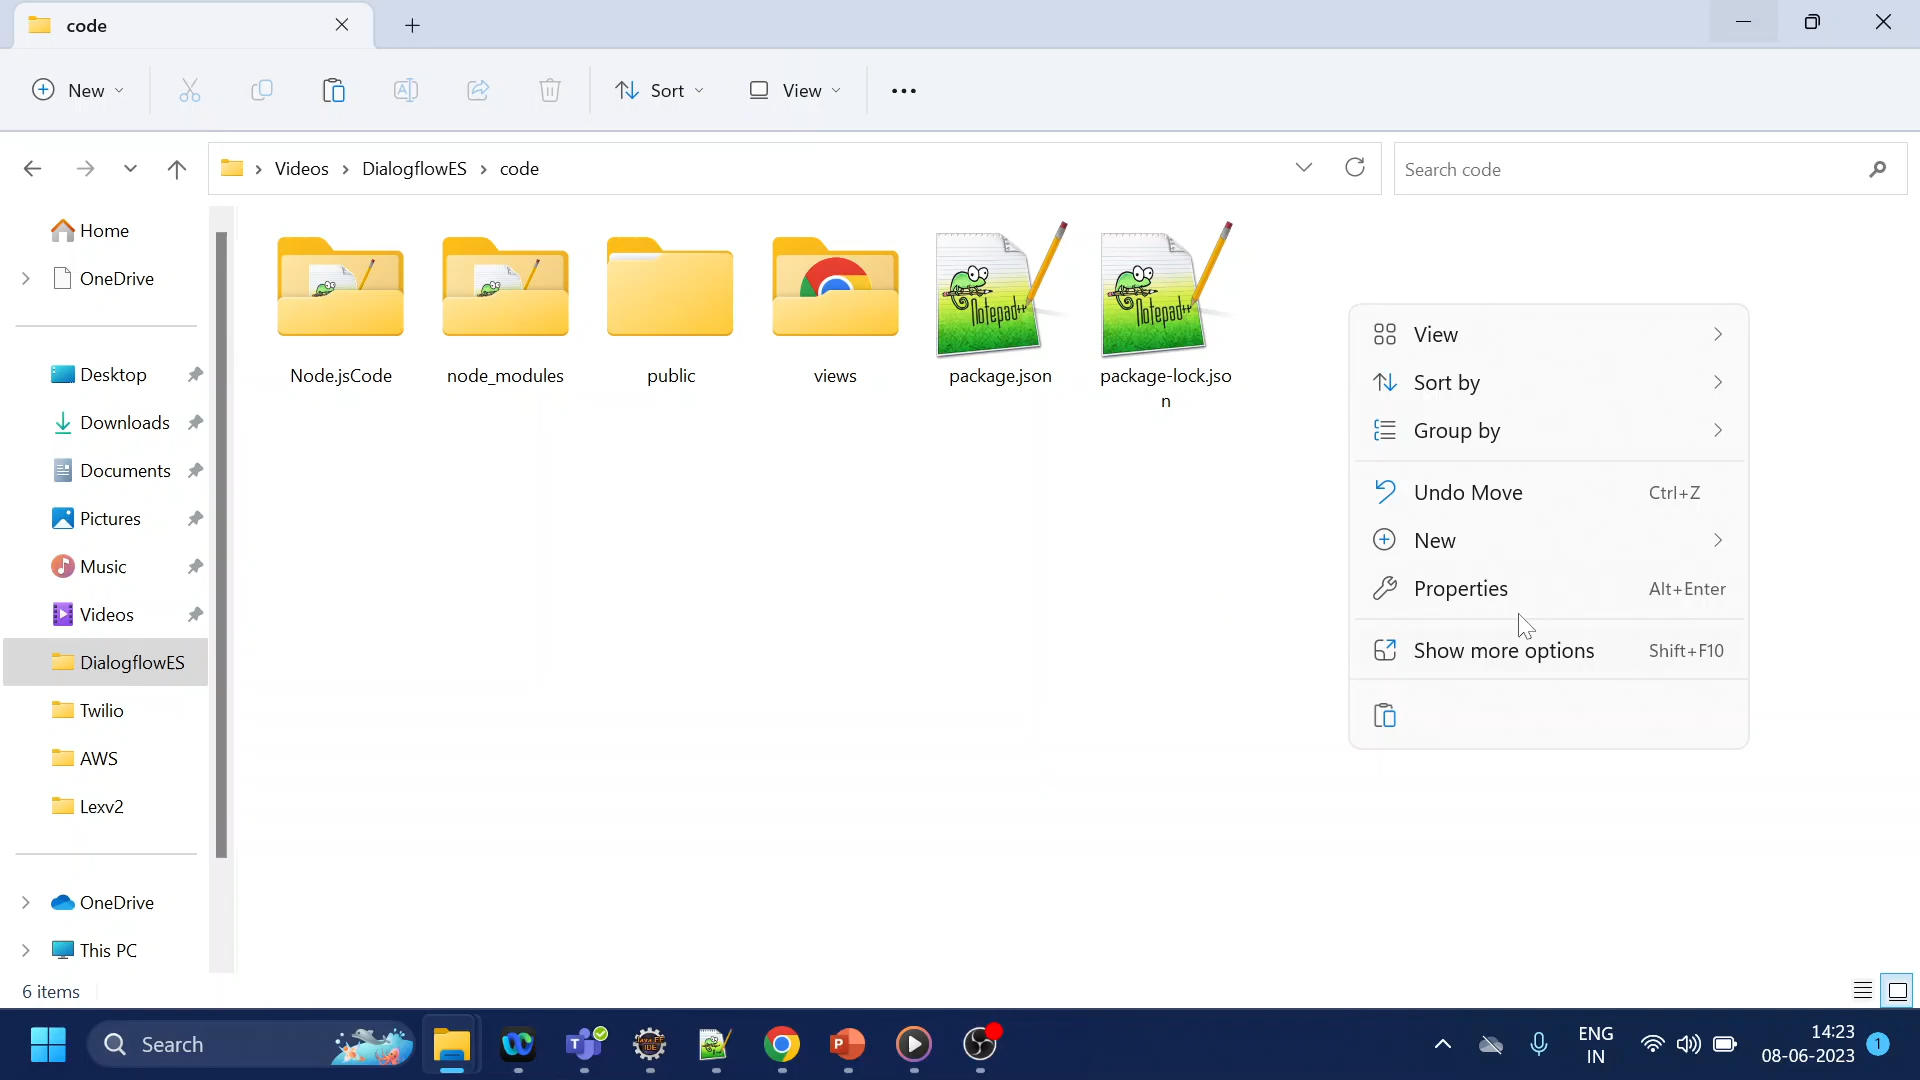 code
New
Sort
View
Videos
DialogflowES
code
Search code
Home
OneDrive
Desktop
Downloads
Documents
Pictures
Music
Videos
DialogflowES
Twilio
AWS
Lexv2
OneDrive
This PC
Node.jsCode
node_modules
public
views
Notepad++
package.json
Notepad++
package-lock.jso
n
View
Sort by
Group by
Undo Move Ctrl+Z
New
Properties Alt+Enter
Show more options Shift+F10
6 items
Search
ENG
IN
14:23
08-06-2023
1